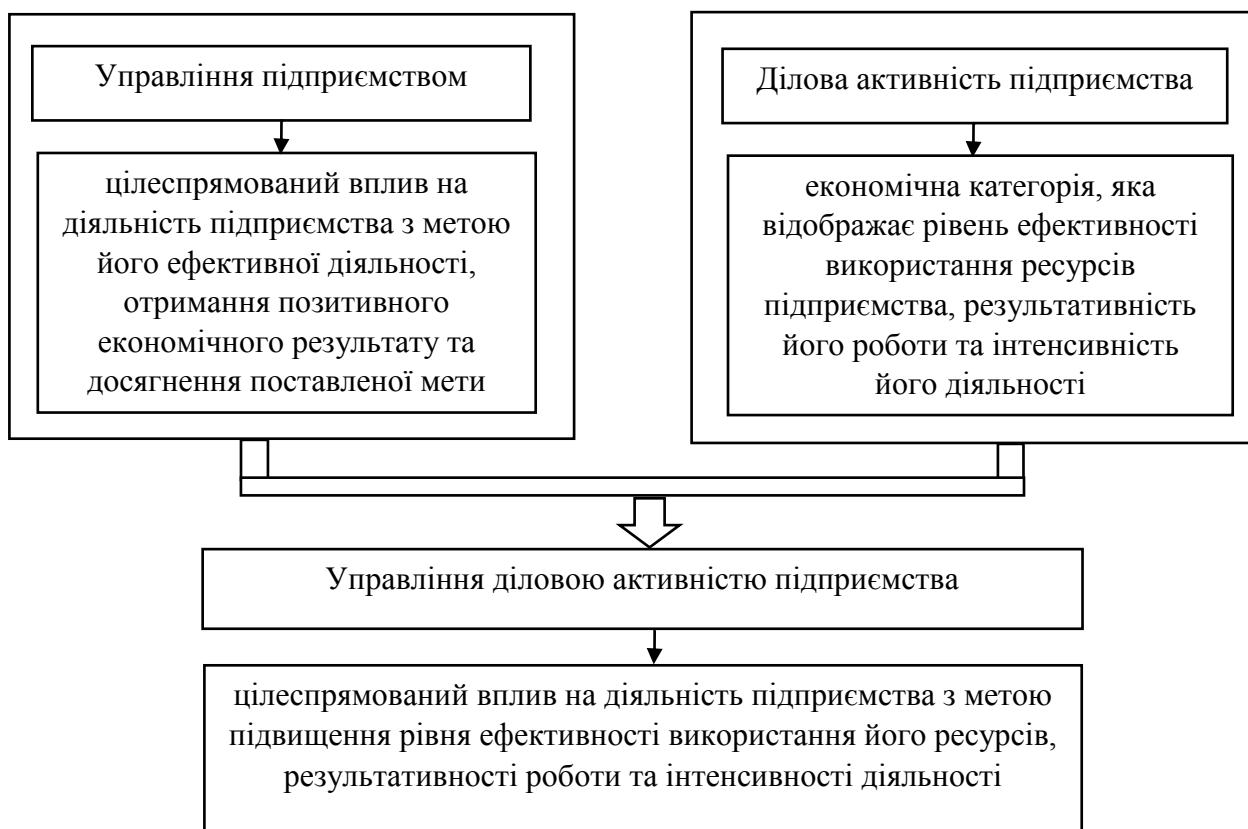 Управління підприємством
цілеспрямований вплив на
діяльність підприємства з метою
його ефективної діяльності,
отримання позитивного
економічного результату та
досягнення поставленої мети
Ділова активність підприємства
економічна категорія, яка
відображає рівень ефективності
використання ресурсів
підприємства, результативність
його роботи та інтенсивність
його діяльності
Управління діловою активністю підприємства
цілеспрямований вплив на діяльність підприємства з метою
підвищення рівня ефективності використання його ресурсів,
результативності роботи та інтенсивності діяльності